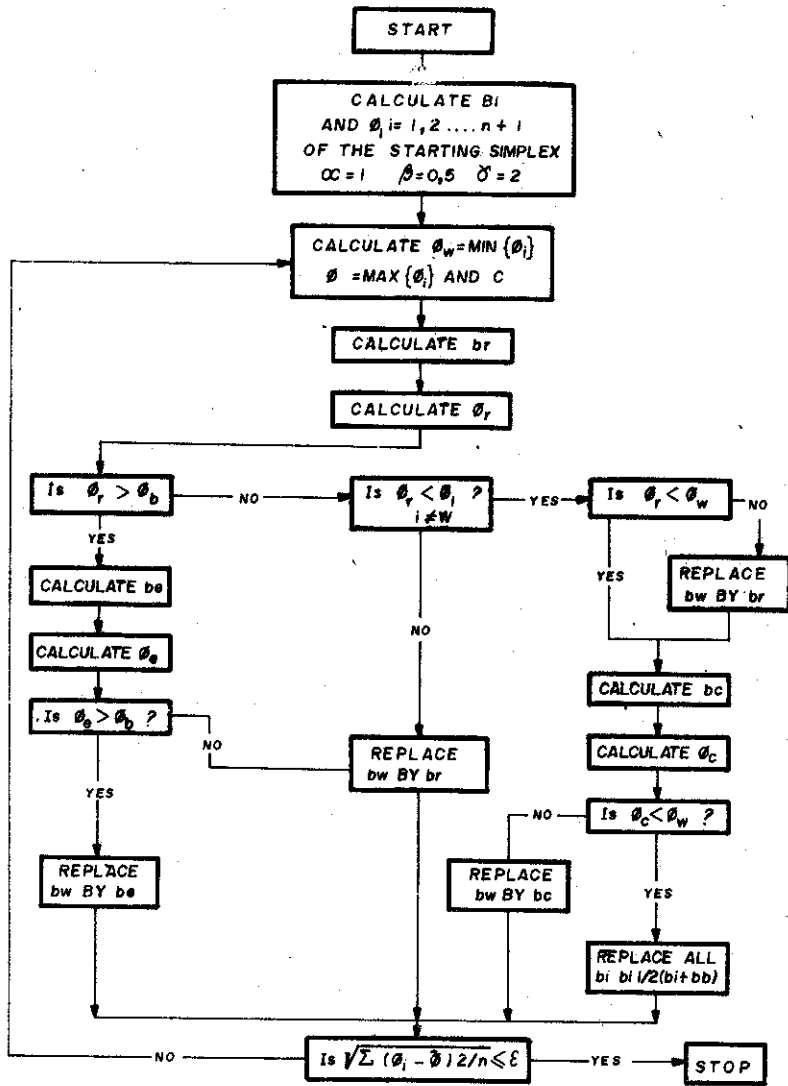 START
CALCULATE Bi
AND Ø i i = 1, 2 .... n + 1
OF THE STARTING SIMPLEX
α = 1 β = 0,5 γ = 2
CALCULATE Øw = MIN {Øi}
Ø = MAX {Øi} AND C
CALCULATE br
CALCULATE Ør
Is Ør > Øb
NO
Is Ør < Øi ?
i ≠ W
YES
Is Ør < Øw
NO
YES
CALCULATE be
YES
REPLACE
bw BY br
NO
CALCULATE Øe
CALCULATE bc
Is Øe > Øb ?
NO
REPLACE
bw BY br
CALCULATE Øc
YES
Is Øc < Øw ?
NO
REPLACE
bw BY be
REPLACE
bw BY bc
YES
REPLACE ALL
bi bi 1/2(bi+bb)
NO
Is √Σ (Øi - Ø̄) 2/n ≤ ε
YES
STOP